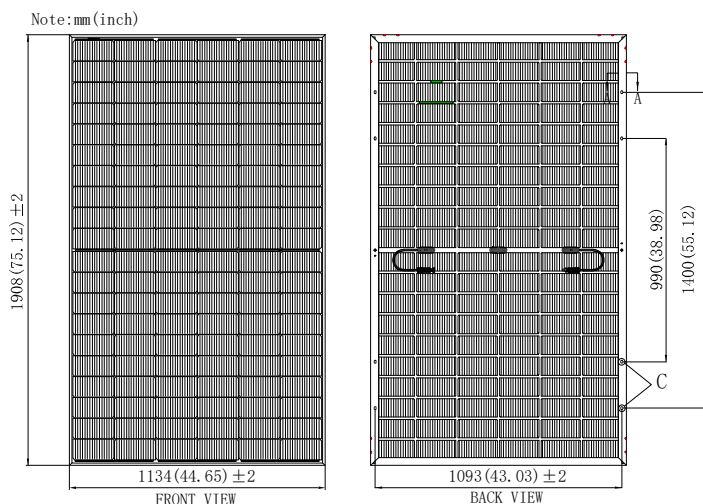 Note:mm(inch)
1908(75.12)±2
1134(44.65)±2
FRONT VIEW
A A
990(38.98)
1400(55.12)
C
1093(43.03)±2
BACK VIEW